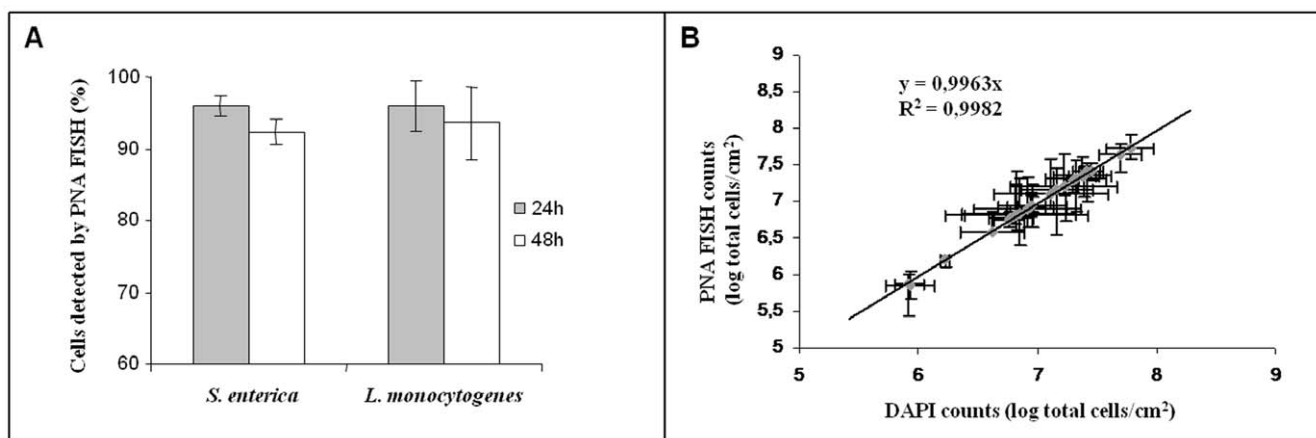 A
Cells detected by PNA FISH (%)
100
90
80
70
60
24h
48h
S. enterica
L. monocytogenes
B
PNA FISH counts
(log total cells/cm²)
9
8,5
8
7,5
7
6,5
6
5,5
5
y = 0,9963x
R² = 0,9982
5
6
7
8
9
DAPI counts (log total cells/cm²)